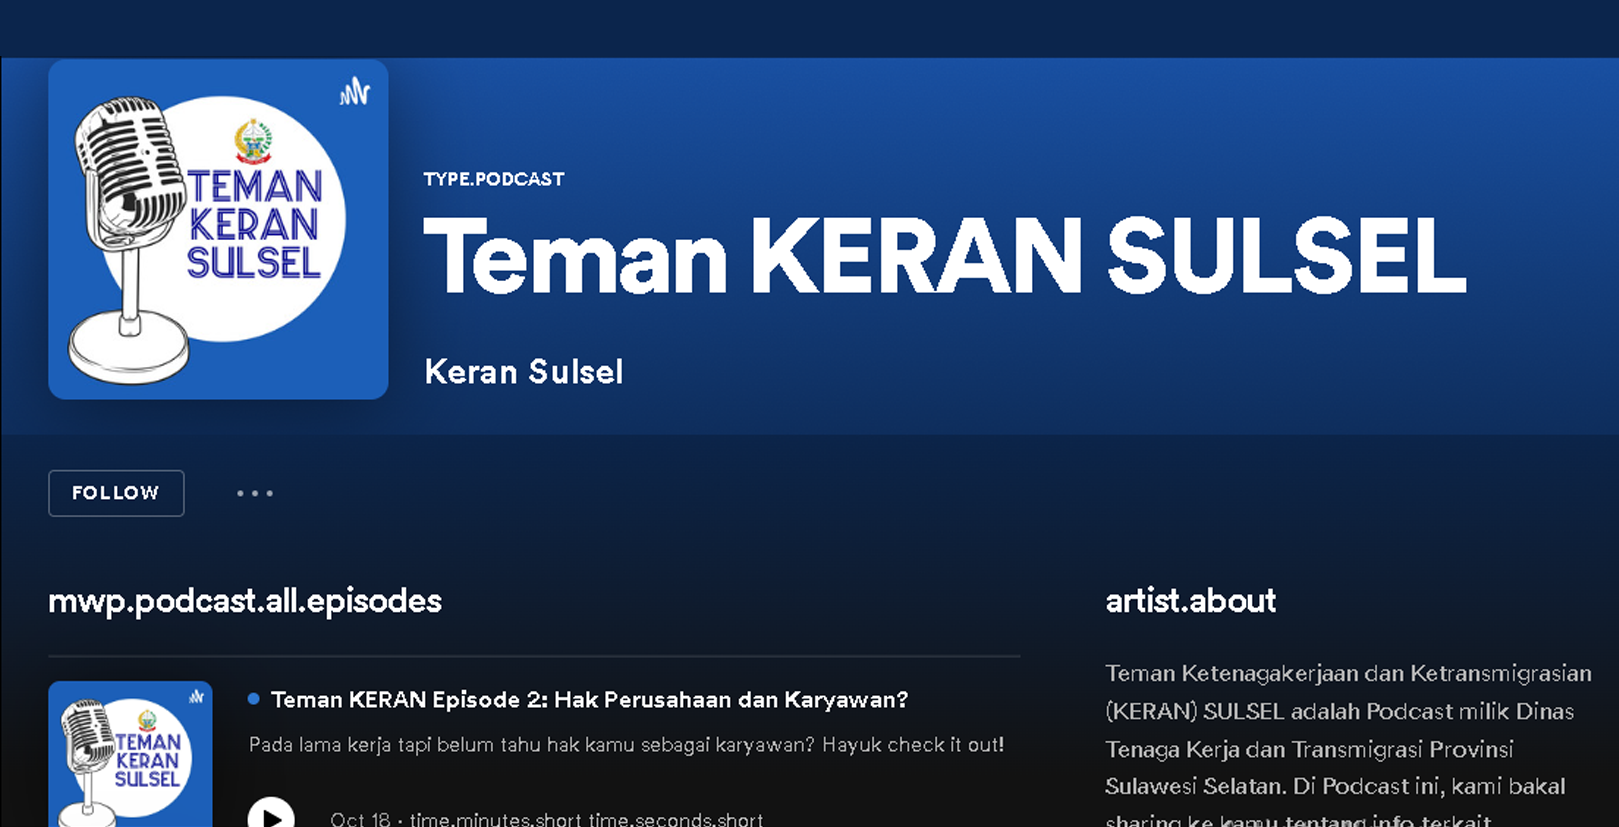 TEMAN
KERAN
SULSEL
TYPE.PODCAST
Teman KERAN SULSEL
Keran Sulsel
FOLLOW
mwp.podcast.all.episodes
TEMAN
KERAN
SULSEL
Teman KERAN Episode 2: Hak Perusahaan dan Karyawan?
Pada lama kerja tapi belum tahu hak kamu sebagai karyawan? Hayuk check it out!
Oct 18 · time.minutes.short time.seconds.short
artist.about
Teman Ketenagakerjaan dan Ketransmigrasian
(KERAN) SULSEL adalah Podcast milik Dinas
Tenaga Kerja dan Transmigrasi Provinsi
Sulawesi Selatan. Di Podcast ini, kami bakal
sharing ke kamu tentang info terkait